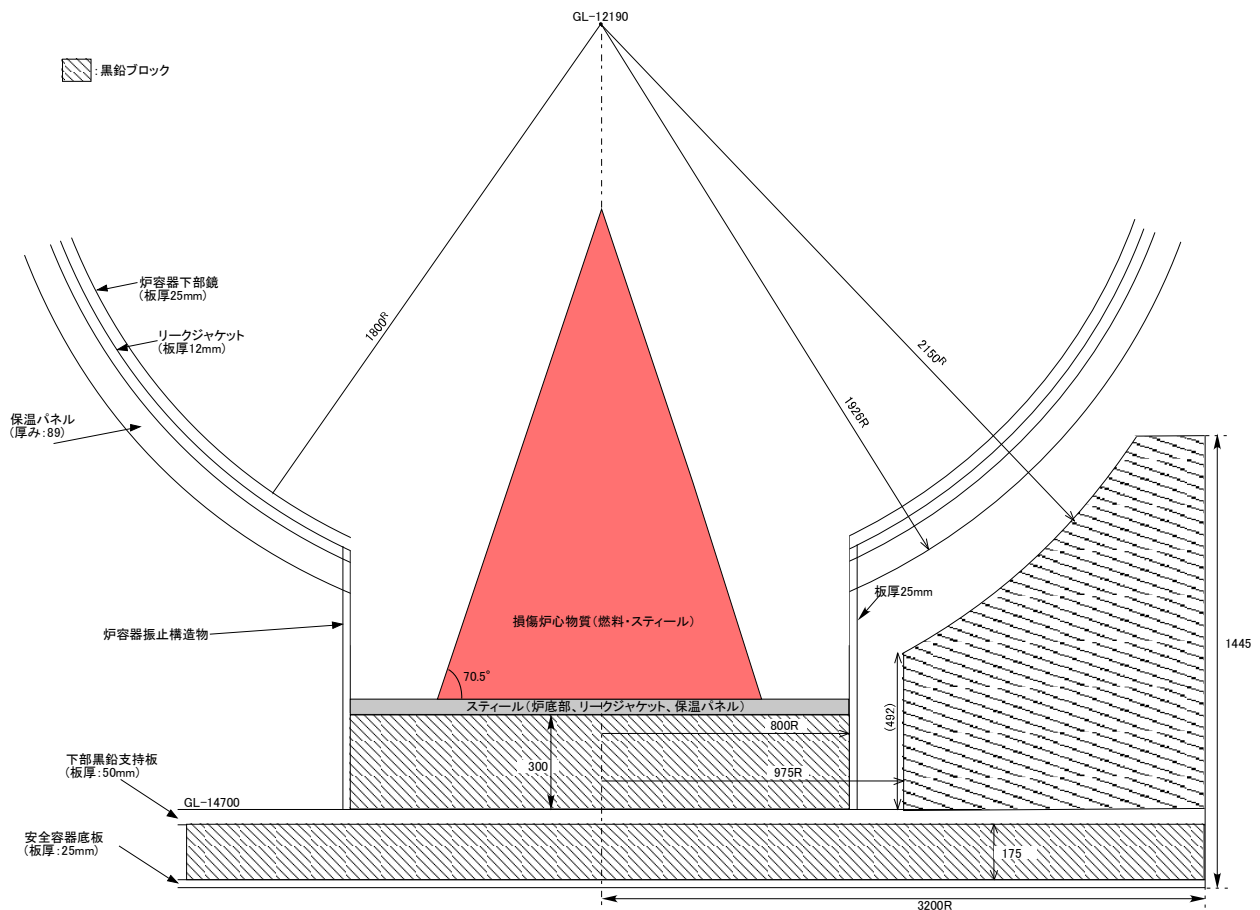 GL-12190
：黒鉛ブロック
炉容器下部鏡
(板厚25mm)
リークジャケット
(板厚12mm)
1800R
2150R
1926R
保温パネル
(厚み：89)
板厚25mm
損傷炉心物質(燃料・スティール)
炉容器振止構造物
1445
70.5°
スティール(炉底部、リークジャケット、保温パネル)
(492)
800R
300
975R
下部黒鉛支持板
(板厚：50mm)
GL-14700
安全容器底板
(板厚：25mm)
175
3200R